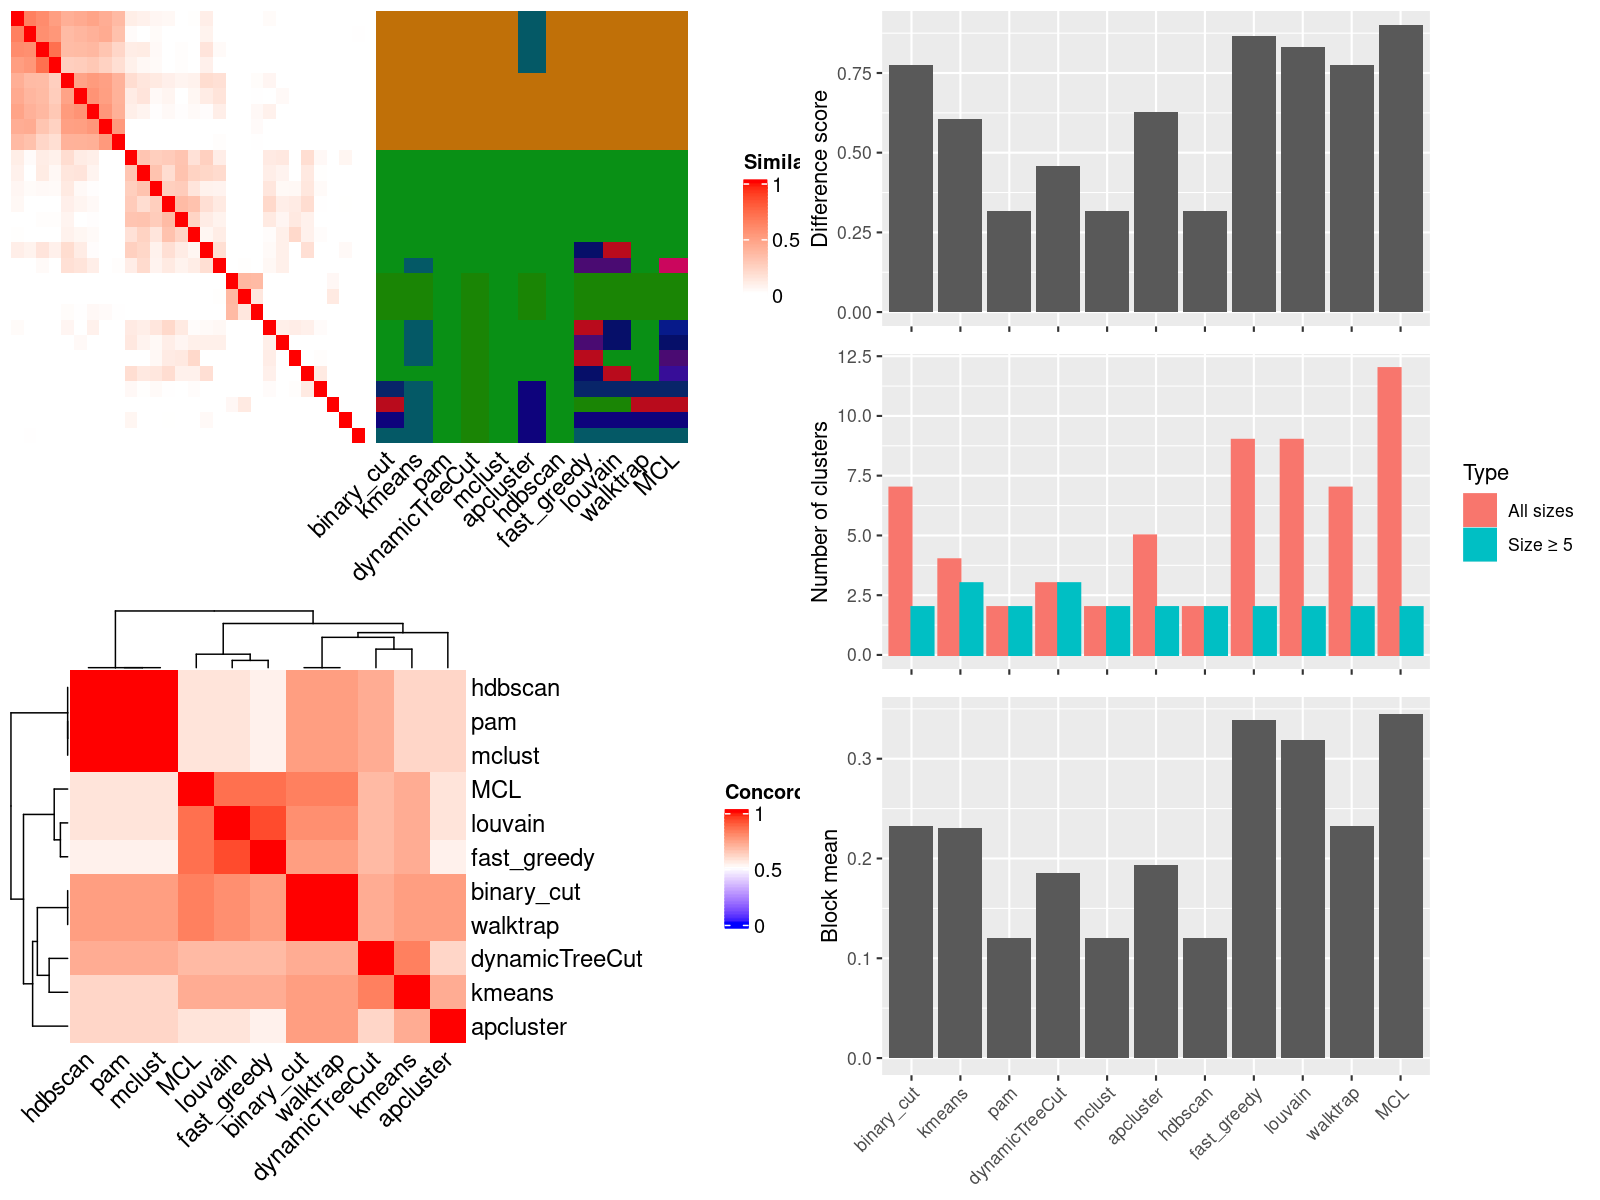 Simila
1
0.5
0
binary_cut
kmeans
pam
dynamicTreeCut
mclust
apcluster
hdbscan
fast_greedy
louvain
walktrap
MCL
Difference score
0.75
0.50
0.25
0.00
Number of clusters
12.5
10.0
7.5
5.0
2.5
0.0
Type
All sizes
Size ≥ 5
hdbscan
pam
mclust
MCL
louvain
fast_greedy
binary_cut
walktrap
dynamicTreeCut
kmeans
apcluster
Concord
1
0.5
0
hdbscan
pam
mclust
MCL
louvain
fast_greedy
binary_cut
walktrap
dynamicTreeCut
kmeans
apcluster
Block mean
0.3
0.2
0.1
0.0
binary_cut
kmeans
pam
dynamicTreeCut
mclust
apcluster
hdbscan
fast_greedy
louvain
walktrap
MCL